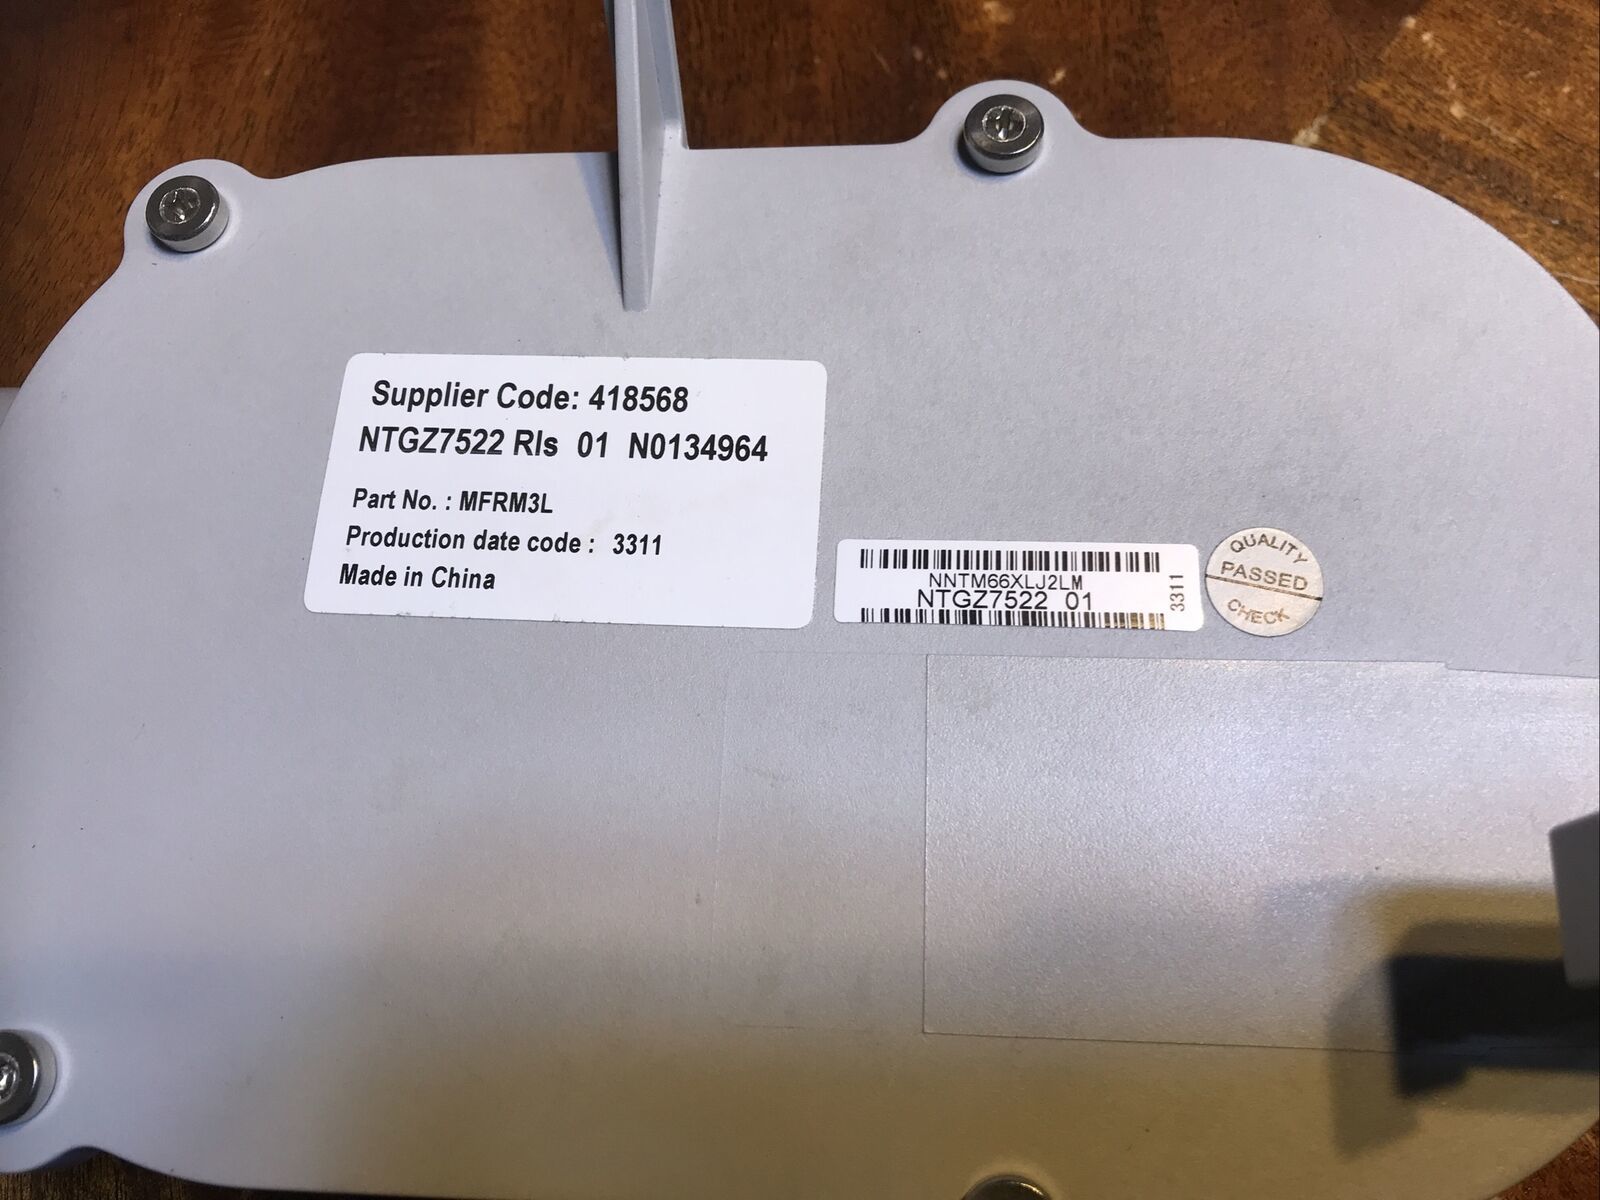 Supplier Code: 418568
NTGZ7522 Rls 01 N0134964
Part No. : MFRM3L
Production date code : 3311
Made in China
NNTM66XLJ2LM
NTGZ7522 01
3311
QUALITY
PASSED
CHECK